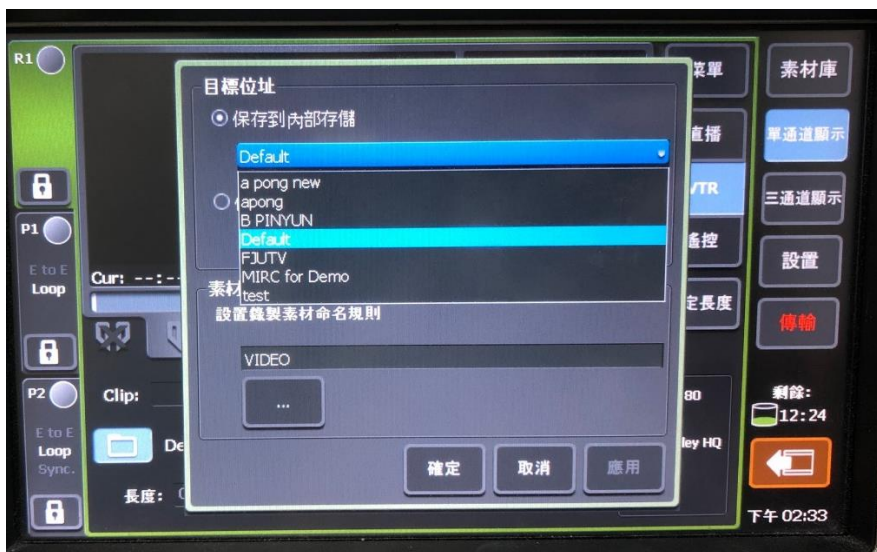 R1
P1
E to E
Loop
P2
E to E
Loop
Sync.
Cur: --:--
Clip:
長度:
目標位址
保存到內部存儲
Default
a pong new
apong
B PINYUN
Default
FJUTV
MIRC for Demo
test
素材
設置錄製素材命名規則
VIDEO
...
確定
取消
應用
菜單
直播
VTR
遙控
定長度
80
ley HQ
素材庫
單通道顯示
三通道顯示
設置
傳輸
剩餘:
12:24
下午 02:33